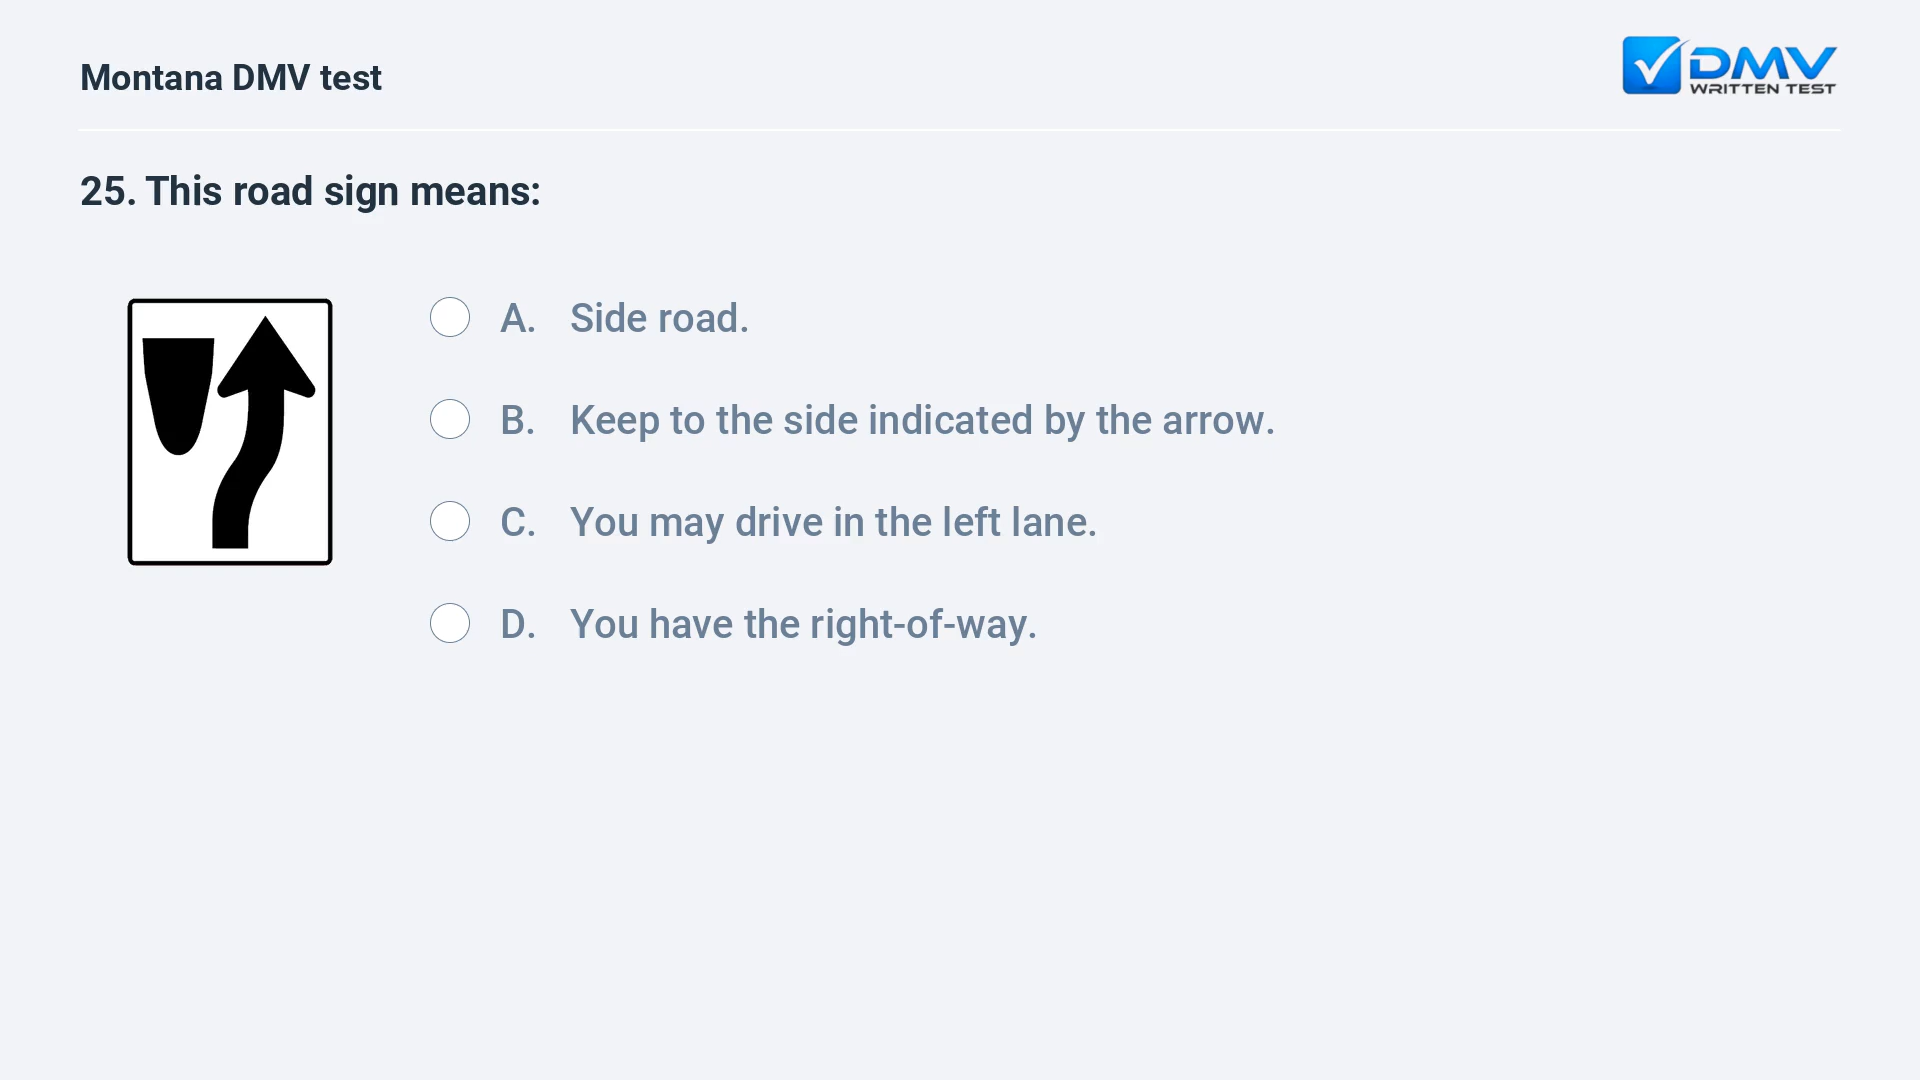 Montana DMV test
DMV
WRITTEN TEST
25. This road sign means:
A. Side road.
B. Keep to the side indicated by the arrow.
C. You may drive in the left lane.
D. You have the right-of-way.